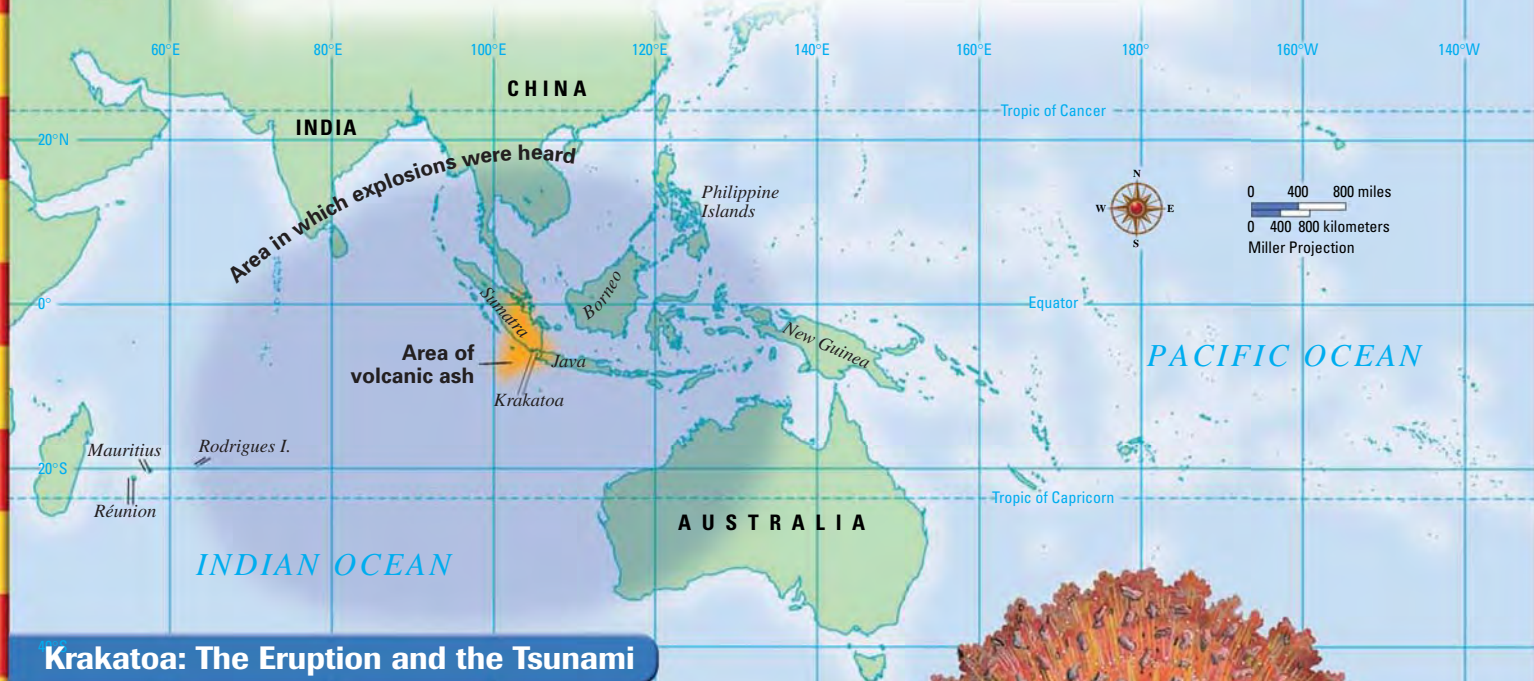 60°E
80°E
100°E
120°E
140°E
160°E
180°
160°W
140°W
CHINA
Tropic of Cancer
INDIA
20°N
Area in which explosions were heard
Philippine
Islands
N
W
E
S
0 400 800 miles
0 400 800 kilometers
Miller Projection
0°
Equator
Sumatra
Borneo
New Guinea
Area of
volcanic ash
Java
Krakatoa
PACIFIC OCEAN
Mauritius
Rodrigues I.
20°S
Réunion
Tropic of Capricorn
AUSTRALIA
INDIAN OCEAN
40°S
Krakatoa: The Eruption and the Tsunami